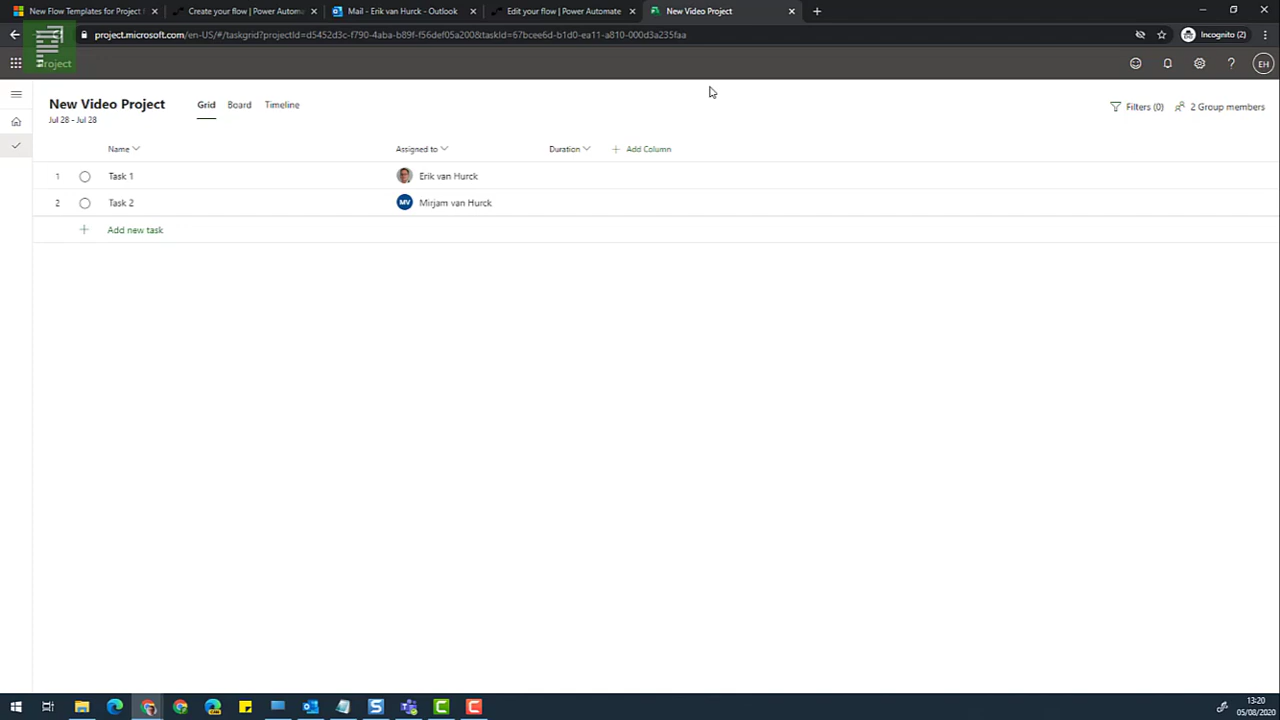 New Flow Templates for Project
Create your flow | Power Automa
Mail - Erik van Hurck - Outlook
Edit your flow | Power Automate
New Video Project
project.microsoft.com/en-US/#/taskgrid?projectId=d5452d3c-f790-4aba-b89f-f56def05a200&taskId=67bcee6d-b1d0-ea11-a810-000d3a235faa
Incognito (2)
Project
EH
New Video Project
Grid
Board
Timeline
Filters (0)
2 Group members
Jul 28 - Jul 28
Name
Assigned to
Duration
Add Column
1 Task 1 Erik van Hurck
2 Task 2 MV Mirjam van Hurck
Add new task
13:20
05/08/2020